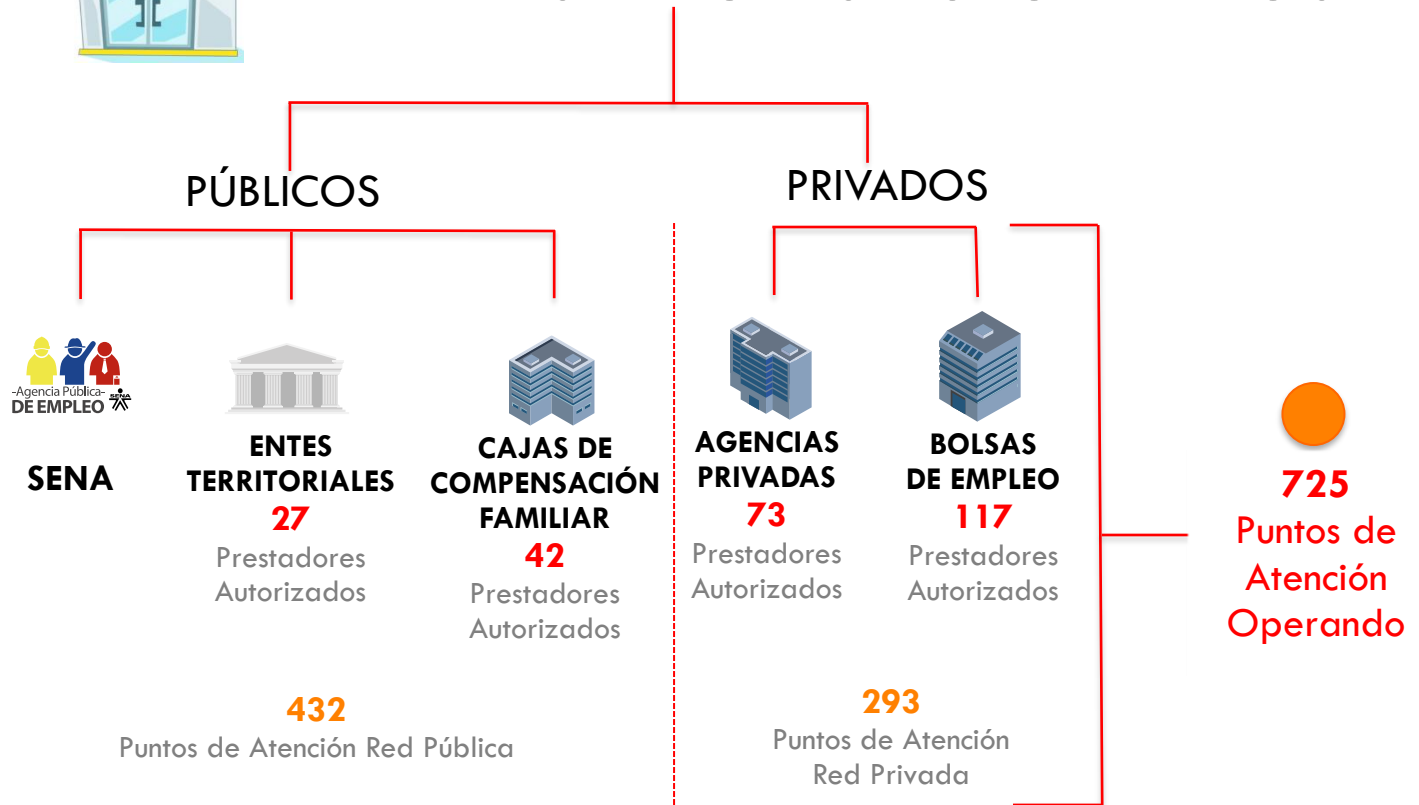 PÚBLICOS
PRIVADOS
-Agencia Pública-
DE EMPLEO
SENA
SENA
ENTES
TERRITORIALES
27
Prestadores
Autorizados
CAJAS DE
COMPENSACIÓN
FAMILIAR
42
Prestadores
Autorizados
AGENCIAS
PRIVADAS
73
Prestadores
Autorizados
BOLSAS
DE EMPLEO
117
Prestadores
Autorizados
725
Puntos de
Atención
Operando
432
Puntos de Atención Red Pública
293
Puntos de Atención
Red Privada